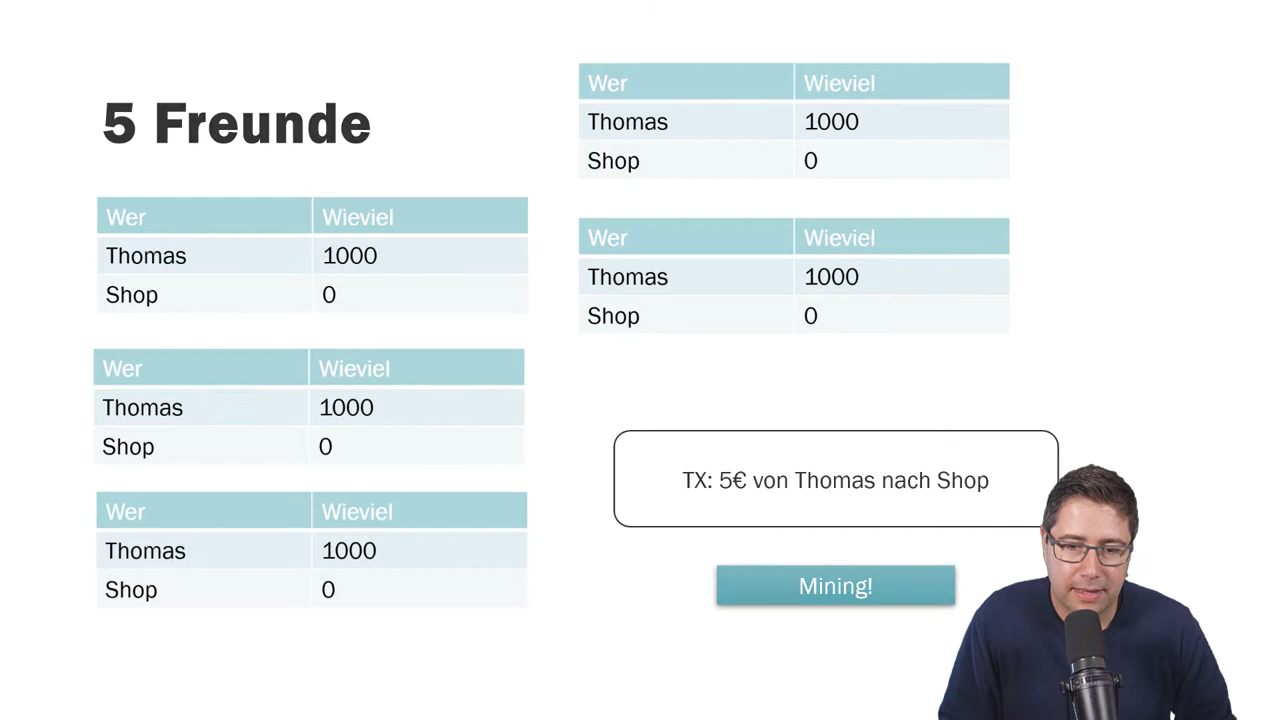 5 Freunde
Wer Wieviel
Thomas 1000
Shop 0
Wer Wieviel
Thomas 1000
Shop 0
Wer Wieviel
Thomas 1000
Shop 0
Wer Wieviel
Thomas 1000
Shop 0
Wer Wieviel
Thomas 1000
Shop 0
TX: 5€ von Thomas nach Shop
Mining!